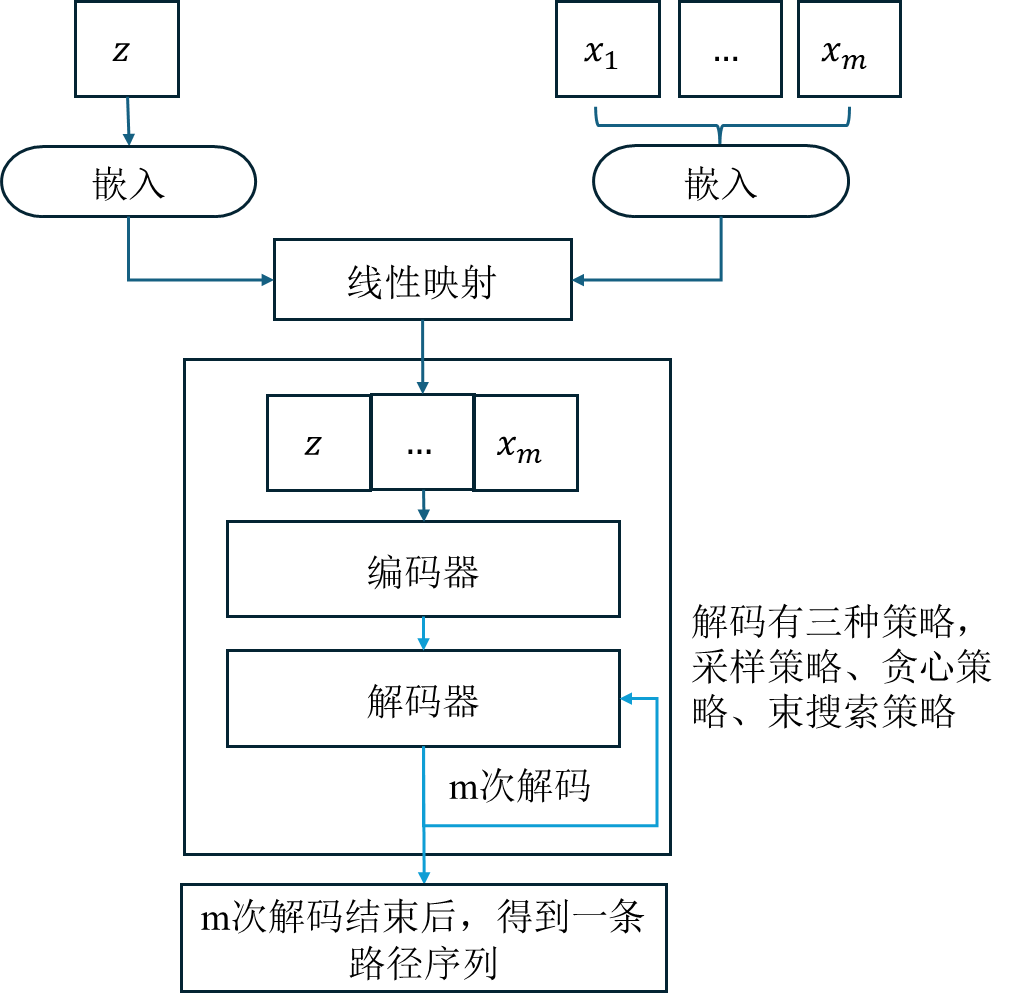 z
x₁
...
xₘ
嵌入
嵌入
线性映射
z
...
xₘ
编码器
解码器
解码有三种策略，
采样策略、贪心策
略、束搜索策略
m次解码
m次解码结束后，得到一条
路径序列